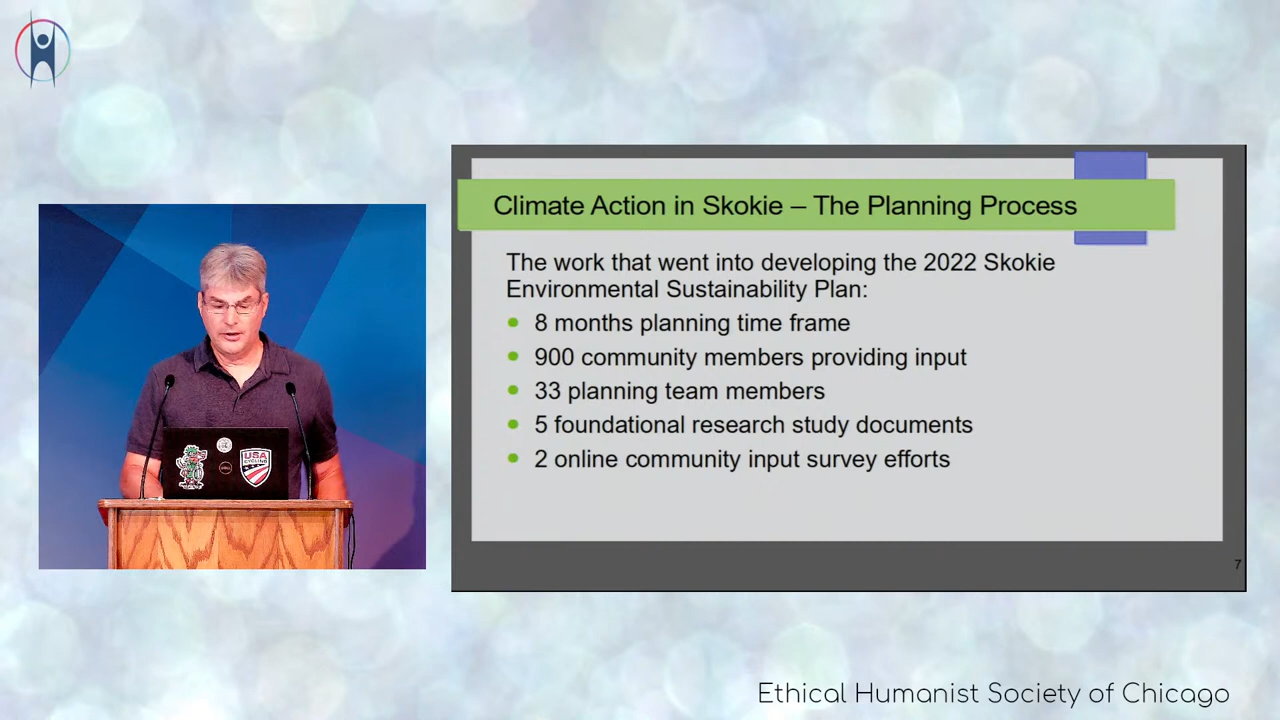 Climate Action in Skokie – The Planning Process
The work that went into developing the 2022 Skokie
Environmental Sustainability Plan:
8 months planning time frame
900 community members providing input
33 planning team members
5 foundational research study documents
2 online community input survey efforts
7
USA
CYCLING
DELL
Ethical Humanist Society of Chicago